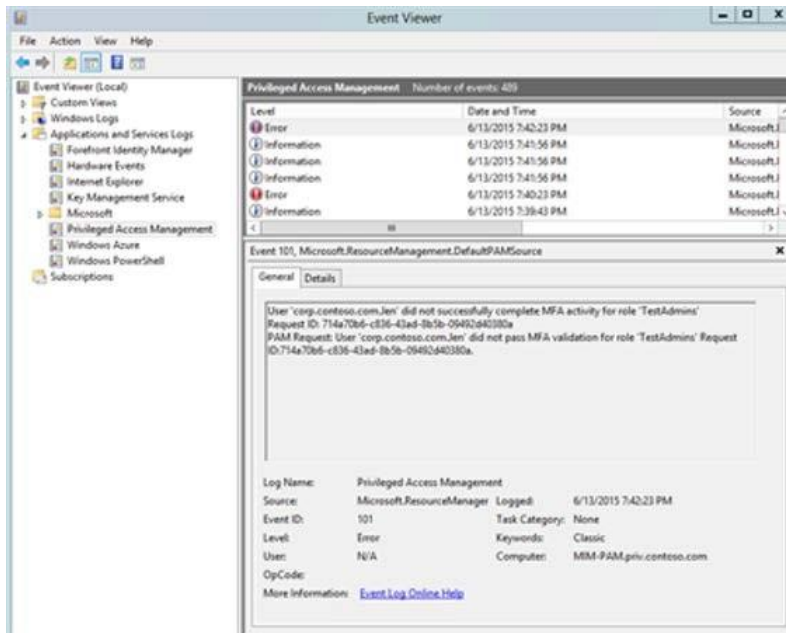 Event Viewer
File Action View Help
Event Viewer (Local)
Custom Views
Windows Logs
Applications and Services Logs
Forefront Identity Manager
Hardware Events
Internet Explorer
Key Management Service
Microsoft
Privileged Access Management
Windows Azure
Windows PowerShell
Subscriptions
Privileged Access Management Number of events: 489
Level Date and Time Source
Error 6/13/2015 7:42:23 PM Microsoft.
Information 6/13/2015 7:41:56 PM Microsoft.
Information 6/13/2015 7:41:56 PM Microsoft.
Information 6/13/2015 7:41:56 PM Microsoft.
Error 6/13/2015 7:40:23 PM Microsoft.
Information 6/13/2015 7:39:43 PM Microsoft.
Event 101, Microsoft.ResourceManagement.DefaultPAMSource
General Details
User 'corp.contoso.com.Jen' did not successfully complete MFA activity for role 'TestAdmins'
Request ID: 714a70b6-c836-43ad-8b5b-09492d40380a
PAM Request: User 'corp.contoso.com.Jen' did not pass MFA validation for role 'TestAdmins' Request
ID:714a70b6-c836-43ad-8b5b-09492d40380a.
Log Name: Privileged Access Management
Source: Microsoft.ResourceManager Logged: 6/13/2015 7:42:23 PM
Event ID: 101 Task Category: None
Level: Error Keywords: Classic
User: N/A Computer: MIM-PAM.priv.contoso.com
OpCode:
More Information: Event Log Online Help